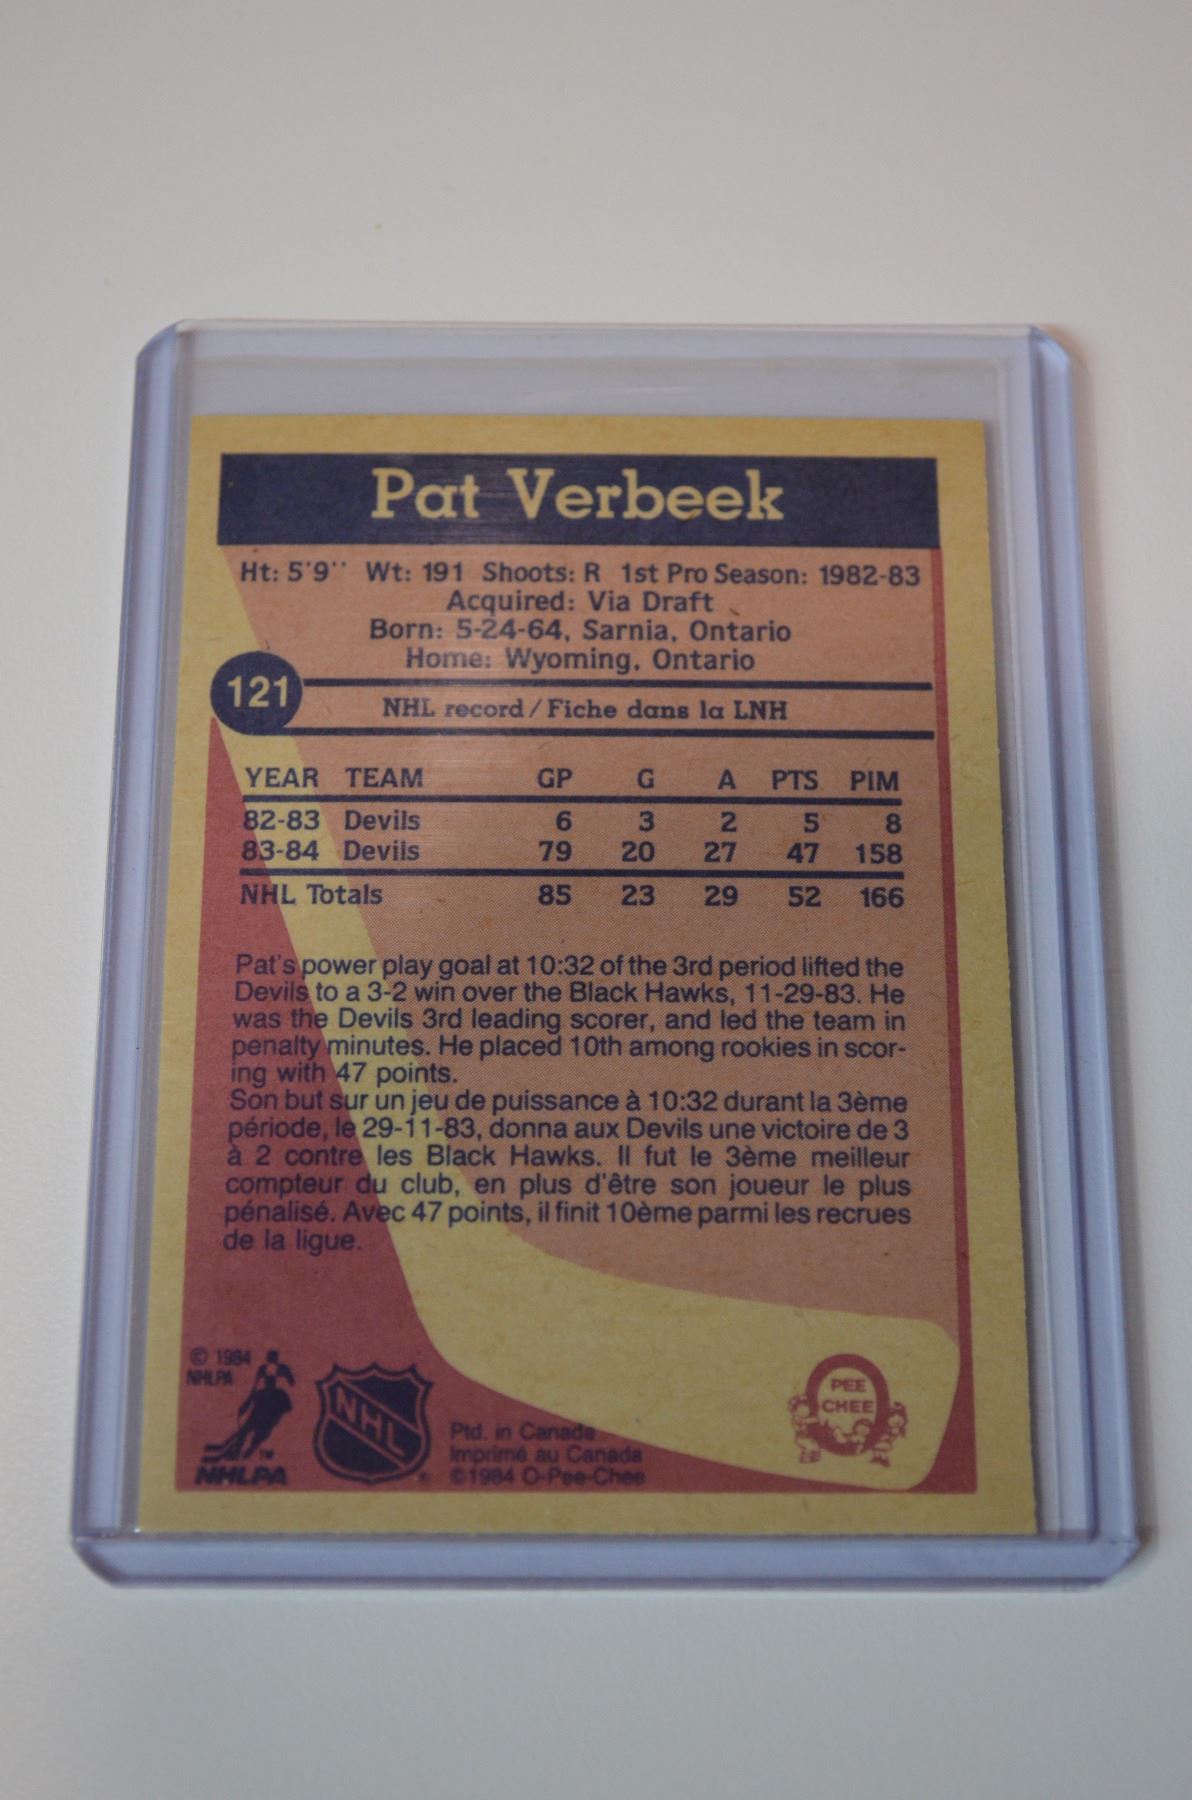 Pat Verbeek
Ht: 5'9'' Wt: 191 Shoots: R 1st Pro Season: 1982-83
Acquired: Via Draft
Born: 5-24-64, Sarnia, Ontario
Home: Wyoming, Ontario
121
NHL record/Fiche dans la LNH
YEAR TEAM GP G A PTS PIM
82-83 Devils 6 3 2 5 8
83-84 Devils 79 20 27 47 158
NHL Totals 85 23 29 52 166
Pat's power play goal at 10:32 of the 3rd period lifted the
Devils to a 3-2 win over the Black Hawks, 11-29-83. He
was the Devils 3rd leading scorer, and led the team in
penalty minutes. He placed 10th among rookies in scor-
ing with 47 points.
Son but sur un jeu de puissance à 10:32 durant la 3ème
période, le 29-11-83, donna aux Devils une victoire de 3
à 2 contre les Black Hawks. Il fut le 3ème meilleur
compteur du club, en plus d'être son joueur le plus
pénalisé. Avec 47 points, il finit 10ème parmi les recrues
de la ligue.
© 1984
NHLPA
TM
NHLPA
NHL
®
Ptd. in Canada
Imprimé au Canada
©1984 O-Pee-Chee
PEE
CHEE